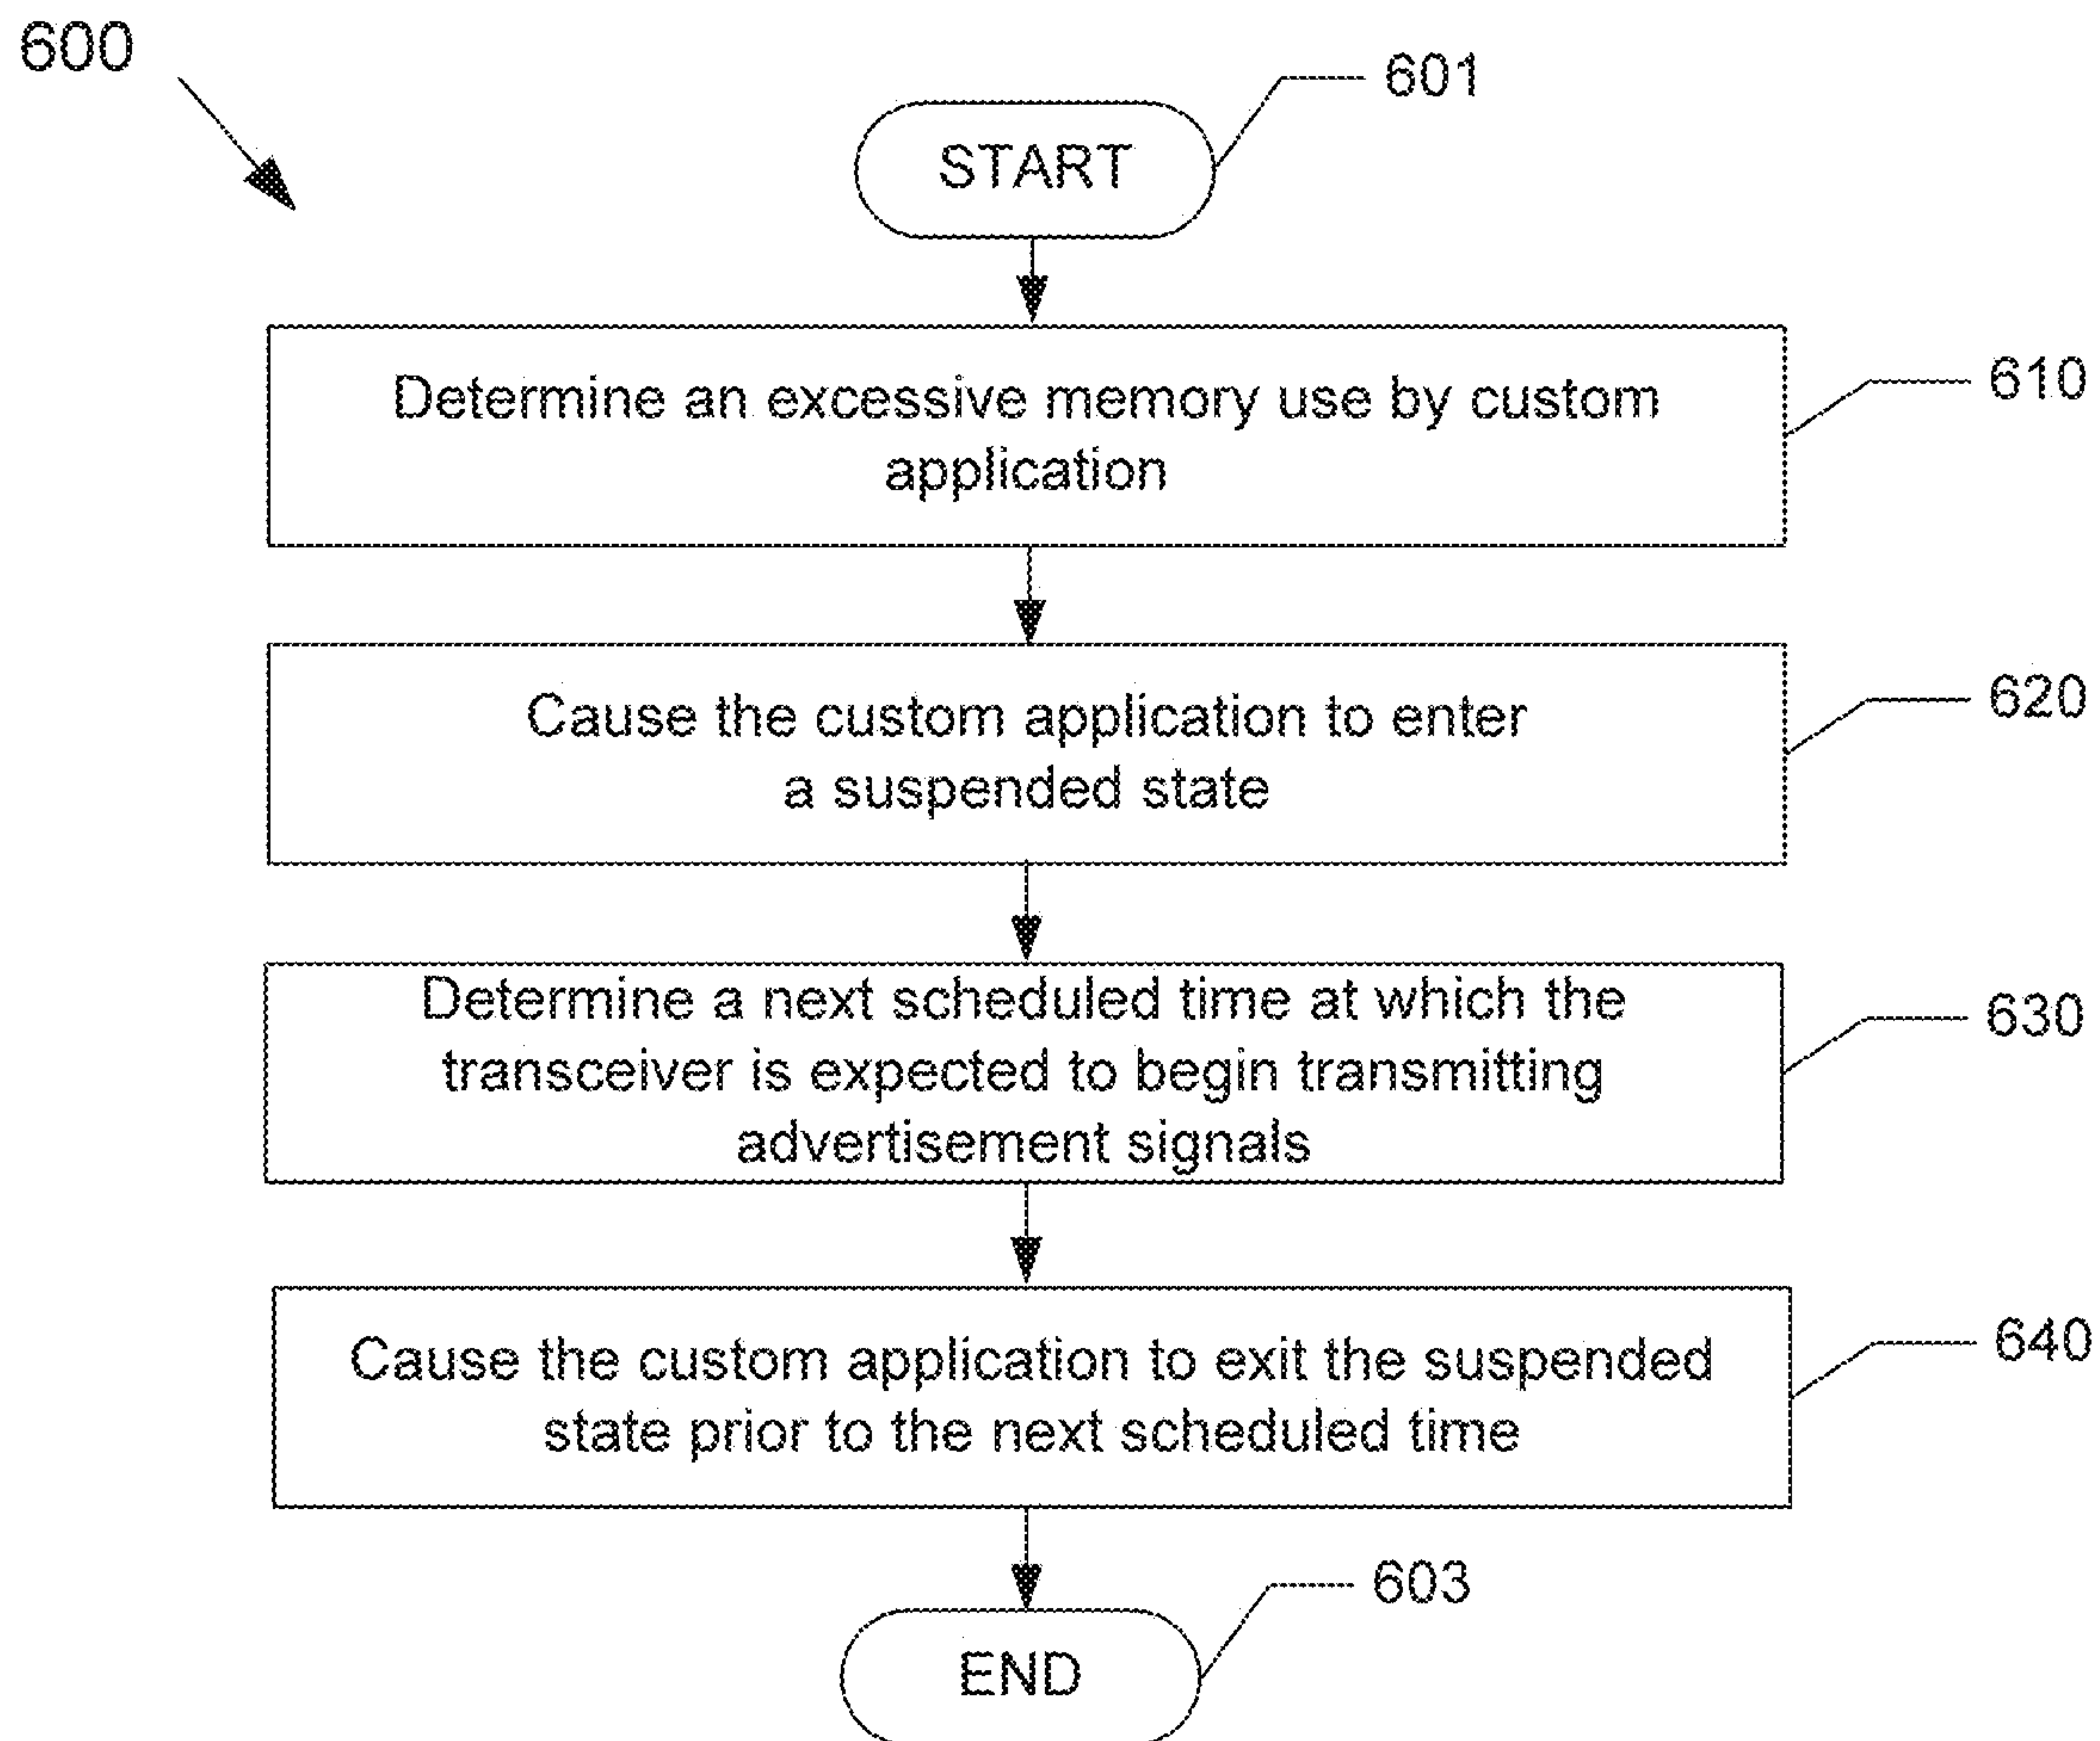 600
601
START
Determine an excessive memory use by custom
application
610
Cause the custom application to enter
a suspended state
620
Determine a next scheduled time at which the
transceiver is expected to begin transmitting
advertisement signals
630
Cause the custom application to exit the suspended
state prior to the next scheduled time
640
603
END